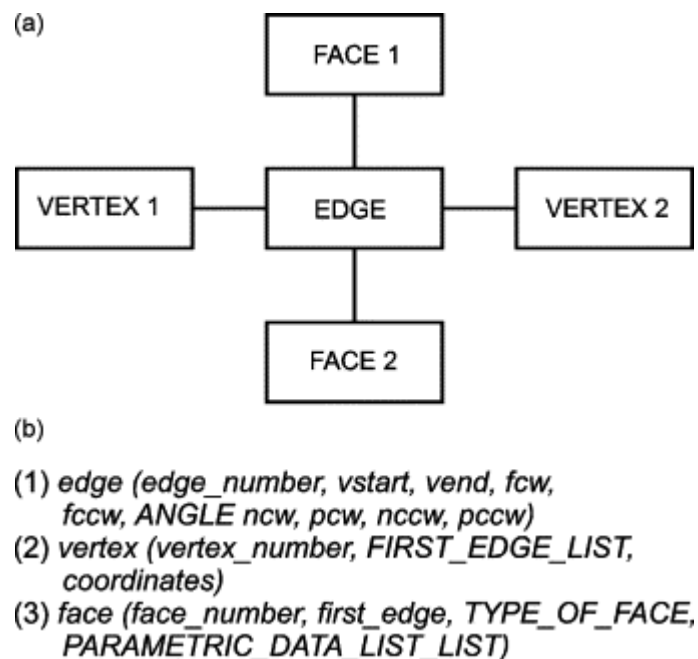 (a)
FACE 1
VERTEX 1
EDGE
VERTEX 2
FACE 2
(b)
(1) edge (edge_number, vstart, vend, fcw,
fccw, ANGLE ncw, pcw, nccw, pccw)
(2) vertex (vertex_number, FIRST_EDGE_LIST,
coordinates)
(3) face (face_number, first_edge, TYPE_OF_FACE,
PARAMETRIC_DATA_LIST_LIST)